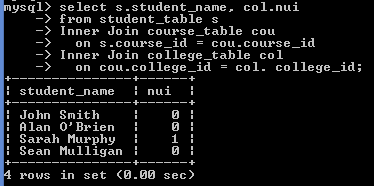 mysql> select s.student_name, col.nui
    -> from student_table s
    -> Inner Join course_table cou
    ->   on s.course_id = cou.course_id
    -> Inner Join college_table col
    ->   on cou.college_id = col. college_id;
+---------------+-----+
| student_name | nui |
+---------------+-----+
| John Smith | 0 |
| Alan O'Brien | 0 |
| Sarah Murphy | 1 |
| Sean Mulligan | 0 |
+---------------+-----+
4 rows in set (0.00 sec)